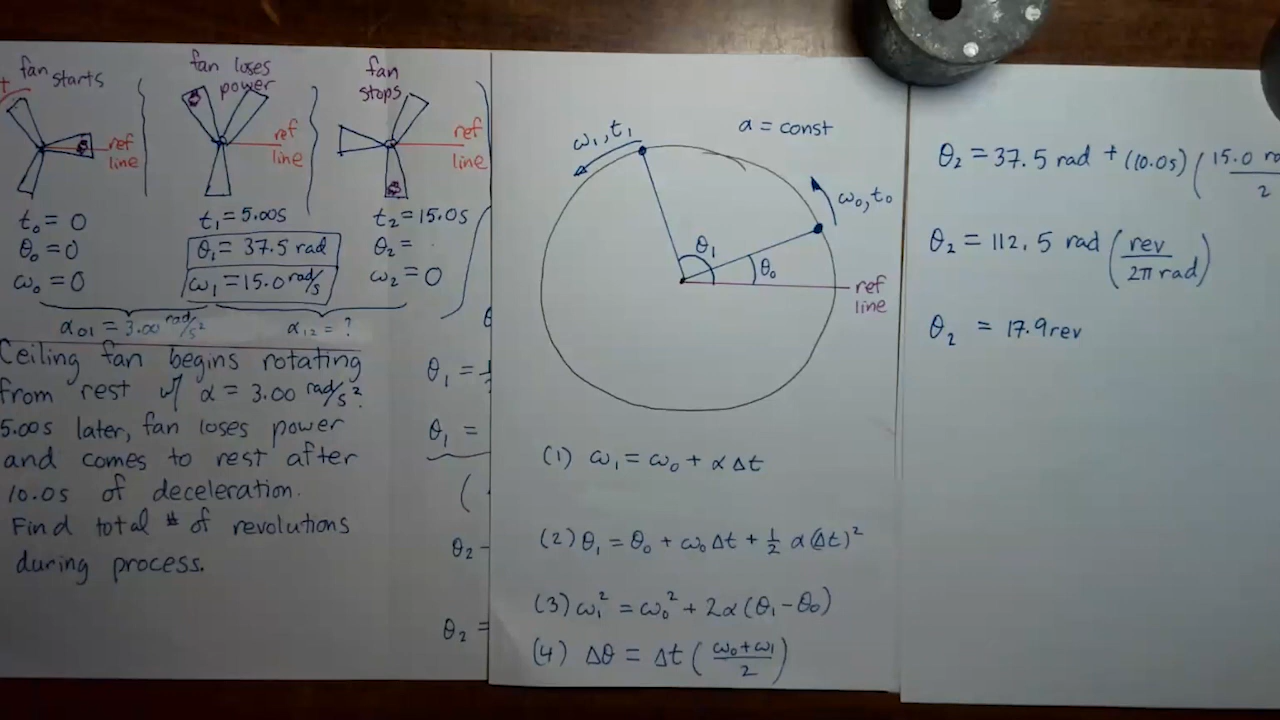 fan starts
fan loses
power
fan
stops
ref
line
ref
line
ref
line
t₀ = 0
θ₀ = 0
ω₀ = 0
t₁ = 5.00s
θ₁ = 37.5 rad
ω₁ = 15.0 rad/s
t₂ = 15.0s
θ₂ =
ω₂ = 0
α₀₁ = 3.00 rad/s²
α₁₂ = ?
Ceiling fan begins rotating
from rest w/ α = 3.00 rad/s².
5.00s later, fan loses power
and comes to rest after
10.0s of deceleration.
Find total # of revolutions
during process.
θ₁ =
θ₁ =
(
θ₂
θ₂ =
α = const
ω₁, t₁
ω₀, t₀
θ₁
θ₀
ref
line
(1) ω₁ = ω₀ + α Δt
(2) θ₁ = θ₀ + ω₀ Δt + ½ α (Δt)²
(3) ω₁² = ω₀² + 2α (θ₁ - θ₀)
(4) Δθ = Δt ( (ω₀ + ω₁)/2 )
θ₂ = 37.5 rad + (10.0s) ( 15.0 / 2
θ₂ = 112.5 rad ( rev / 2π rad )
θ₂ = 17.9 rev